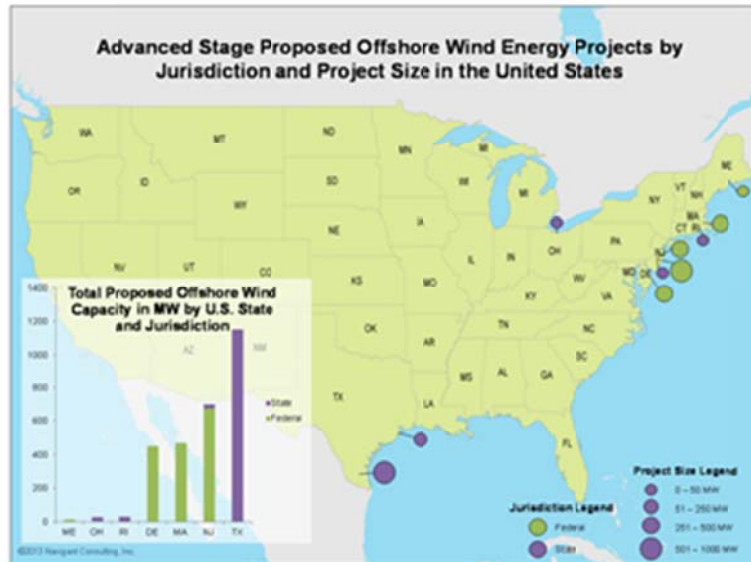 Advanced Stage Proposed Offshore Wind Energy Projects by
Jurisdiction and Project Size in the United States
WA
MT
ND
MN
MI
ME
OR
ID
SD
WI
MI
VT
NH
NY
MA
WY
IA
CT RI
NE
PA
NJ
IL
IN
OH
NV
UT
CO
MD
DE
WV
VA
KS
MO
KY
1400
Total Proposed Offshore Wind
Capacity in MW by U.S. State
and Jurisdiction
1200
1000
800
600
400
200
0
State
Federal
ME OH RI DE MA NJ TX
AZ
NM
OK
AR
TN
NC
SC
MS
AL
GA
TX
LA
FL
Jurisdiction Legend
Federal
State
Project Size Legend
0 – 50 MW
51 – 250 MW
251 – 500 MW
501 – 1000 MW
©2013 Navigant Consulting, Inc.